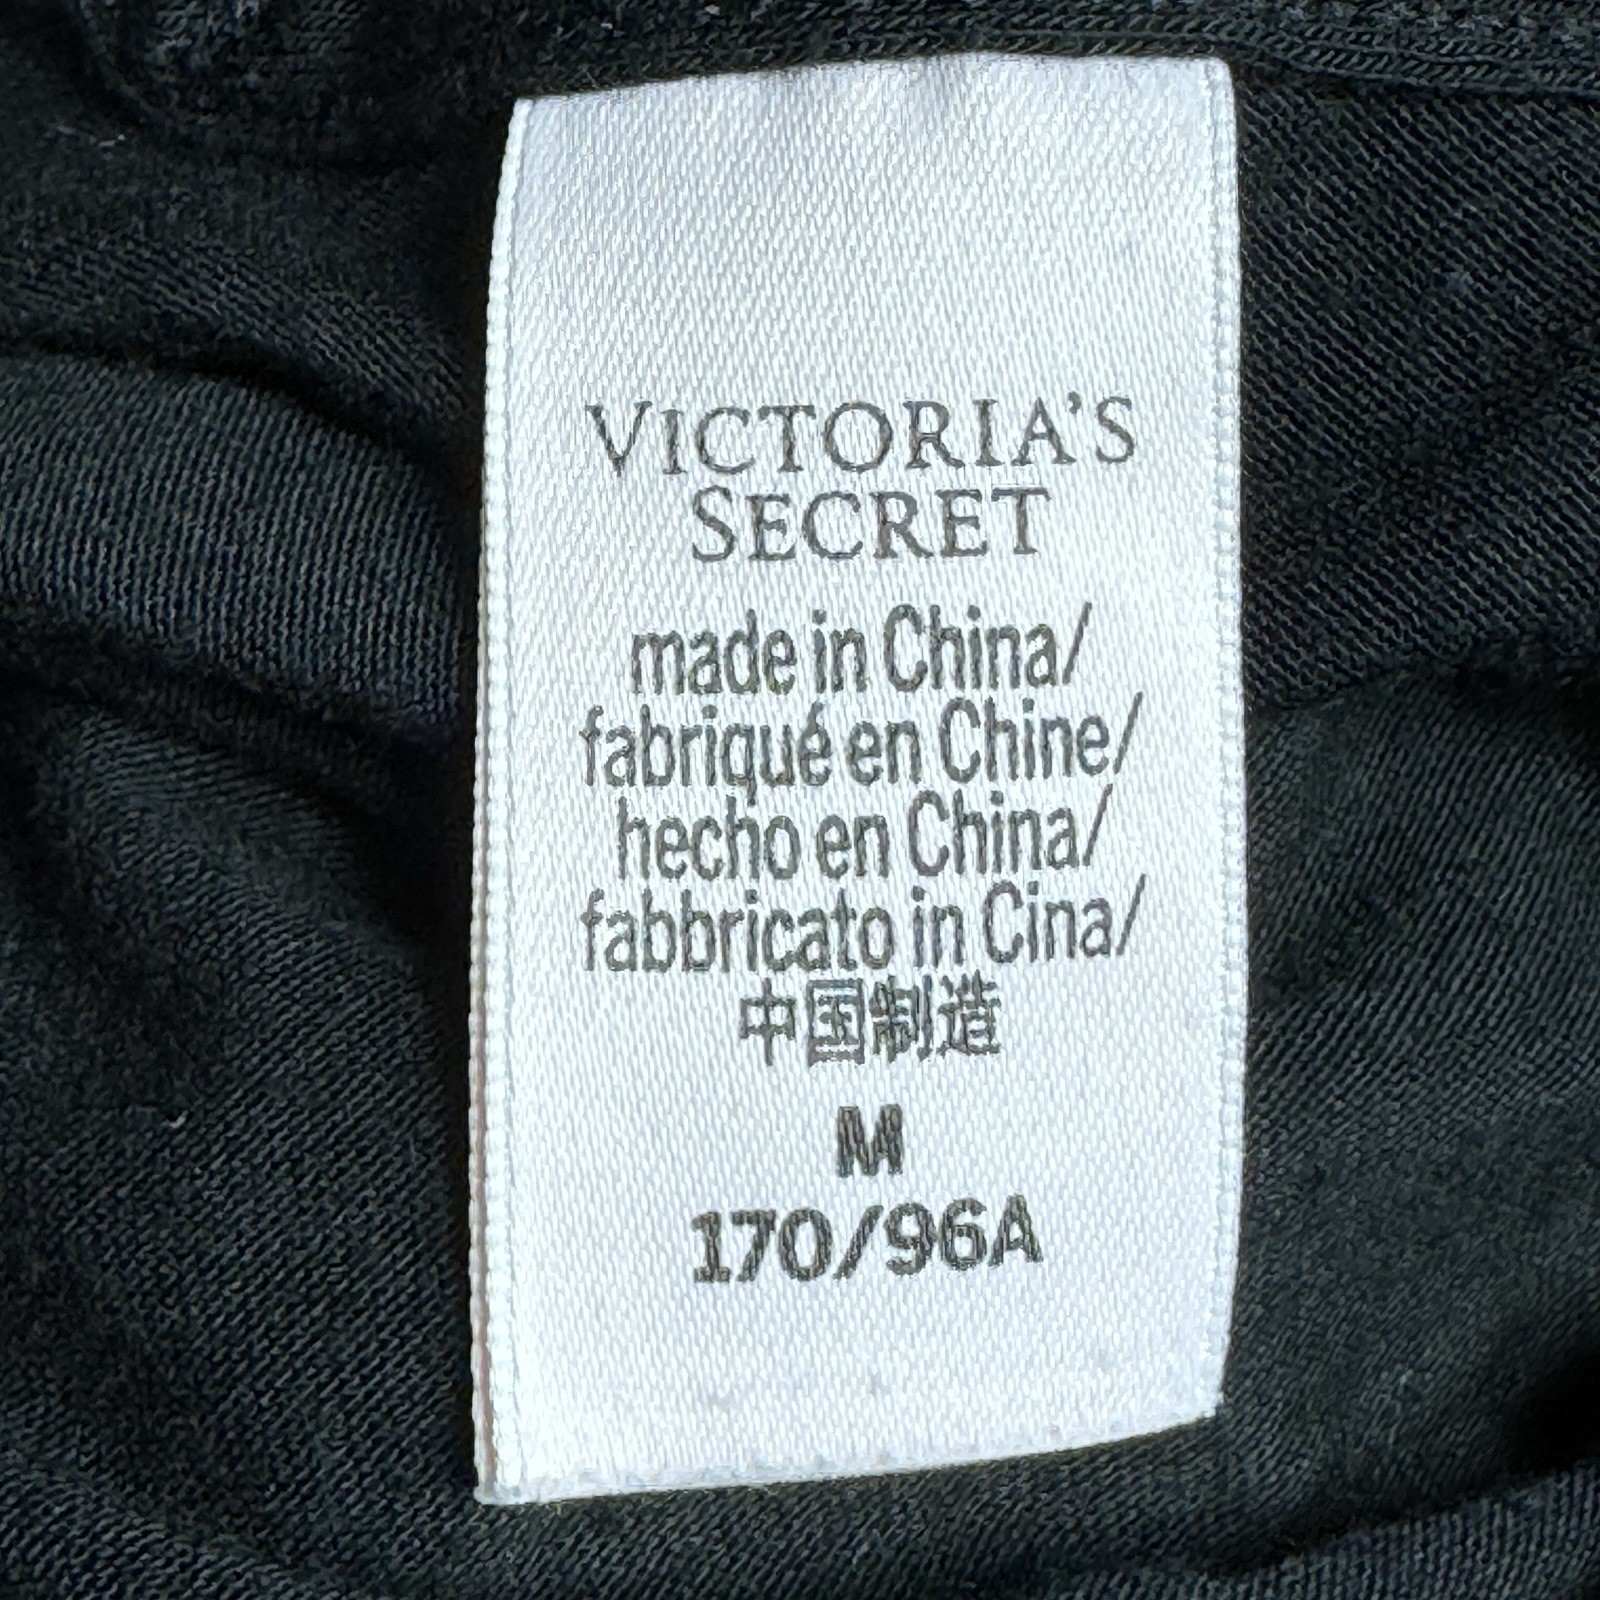 VICTORIA'S
SECRET
made in China/
fabriqué en Chine/
hecho en China/
fabbricato in Cina/
中国制造
M
170/96A